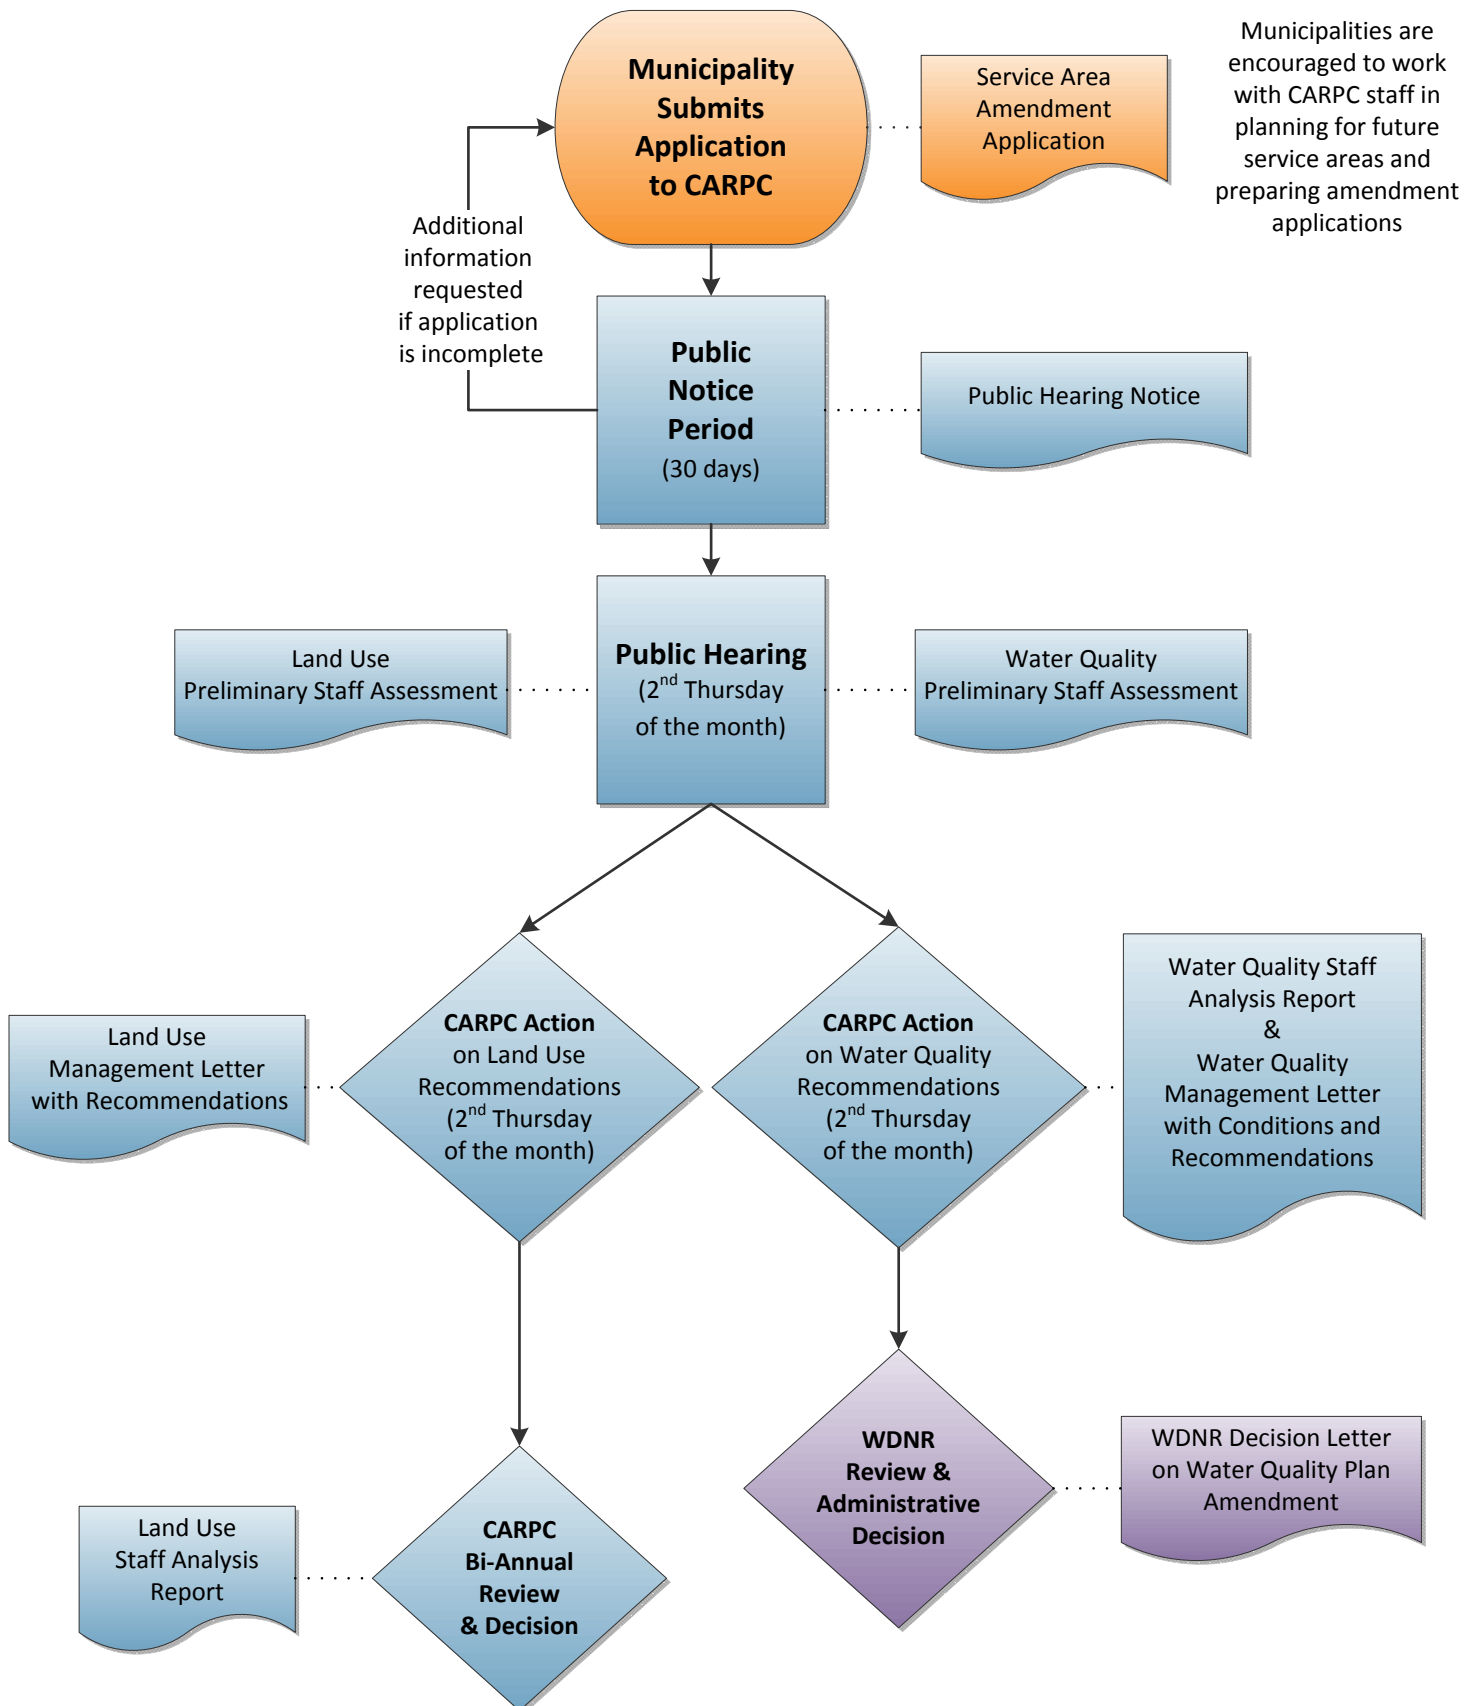 Municipality
Submits
Application
to CARPC
Service Area
Amendment
Application
Municipalities are
encouraged to work
with CARPC staff in
planning for future
service areas and
preparing amendment
applications
Additional
information
requested
if application
is incomplete
Public
Notice
Period
(30 days)
Public Hearing Notice
Land Use
Preliminary Staff Assessment
Public Hearing
(2nd Thursday
of the month)
Water Quality
Preliminary Staff Assessment
Land Use
Management Letter
with Recommendations
CARPC Action
on Land Use
Recommendations
(2nd Thursday
of the month)
CARPC Action
on Water Quality
Recommendations
(2nd Thursday
of the month)
Water Quality Staff
Analysis Report
&
Water Quality
Management Letter
with Conditions and
Recommendations
WDNR
Review &
Administrative
Decision
WDNR Decision Letter
on Water Quality Plan
Amendment
Land Use
Staff Analysis
Report
CARPC
Bi-Annual
Review
& Decision